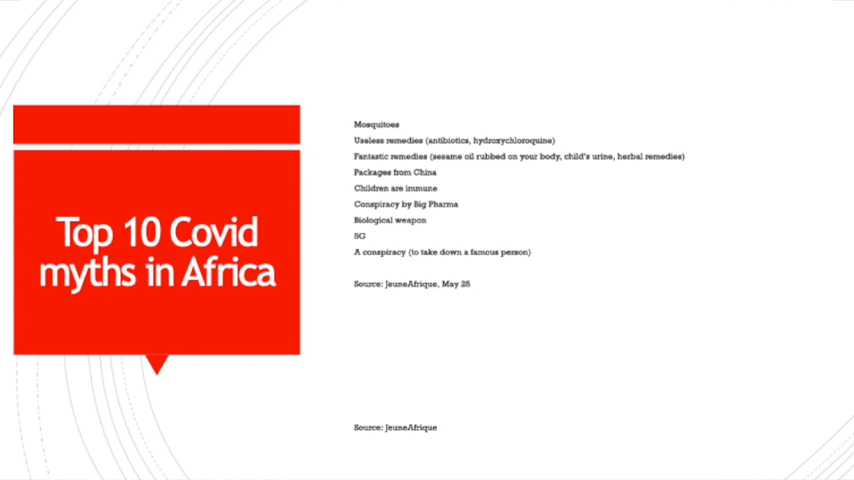 Top 10 Covid
myths in Africa
Mosquitoes
Useless remedies (antibiotics, hydroxychloroquine)
Fantastic remedies (sesame oil rubbed on your body, child's urine, herbal remedies)
Packages from China
Children are immune
Conspiracy by Big Pharma
Biological weapon
5G
A conspiracy (to take down a famous person)
Source: JeuneAfrique, May 25
Source: JeuneAfrique